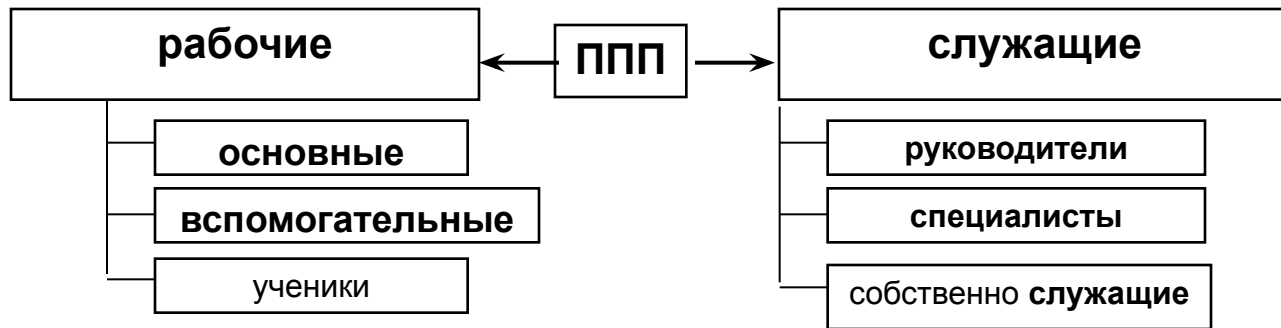 рабочие
ППП
служащие
основные
вспомогательные
ученики
руководители
специалисты
собственно служащие